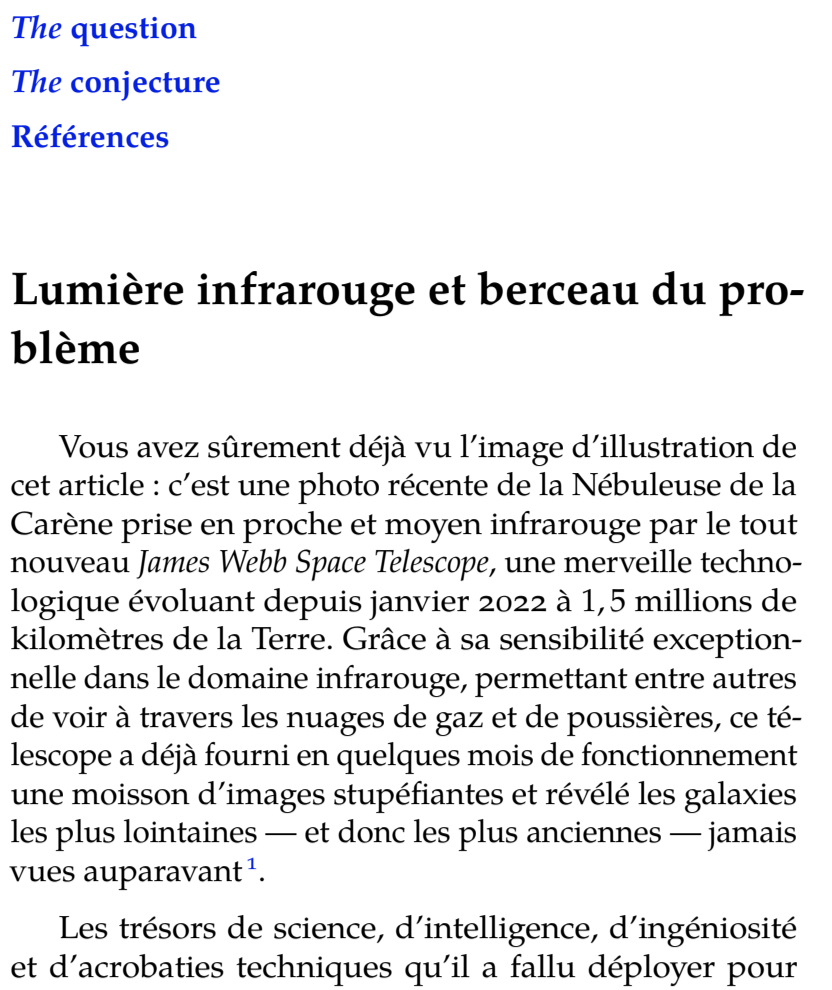 The question
The conjecture
Références
Lumière infrarouge et berceau du pro-
blème
Vous avez sûrement déjà vu l'image d'illustration de
cet article : c'est une photo récente de la Nébuleuse de la
Carène prise en proche et moyen infrarouge par le tout
nouveau James Webb Space Telescope, une merveille techno-
logique évoluant depuis janvier 2022 à 1, 5 millions de
kilomètres de la Terre. Grâce à sa sensibilité exception-
nelle dans le domaine infrarouge, permettant entre autres
de voir à travers les nuages de gaz et de poussières, ce té-
lescope a déjà fourni en quelques mois de fonctionnement
une moisson d'images stupéfiantes et révélé les galaxies
les plus lointaines — et donc les plus anciennes — jamais
vues auparavant 1.
Les trésors de science, d'intelligence, d'ingéniosité
et d'acrobaties techniques qu'il a fallu déployer pour